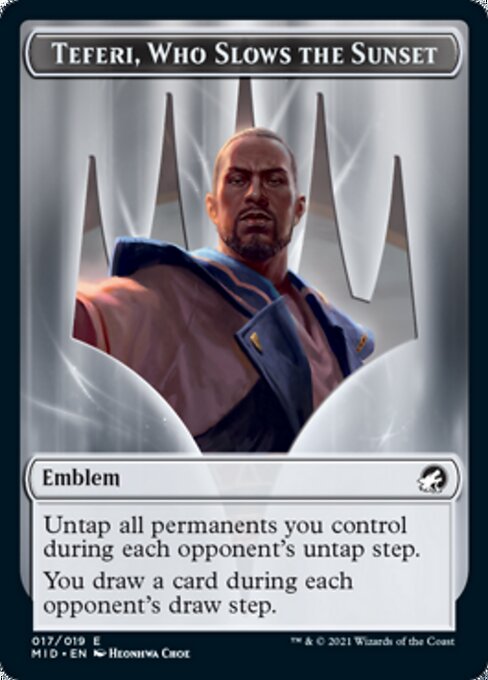 Teferi, Who Slows the Sunset
Emblem
Untap all permanents you control
during each opponent's untap step.
You draw a card during each
opponent's draw step.
017/019 E
MID • EN Heonhwa Choe
™ & © 2021 Wizards of the Coast